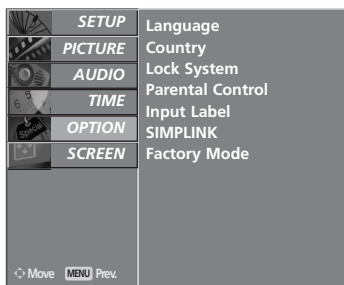 SETUP
PICTURE
AUDIO
TIME
OPTION
SCREEN
Language
Country
Lock System
Parental Control
Input Label
SIMPLINK
Factory Mode
Special
Move MENU Prev.